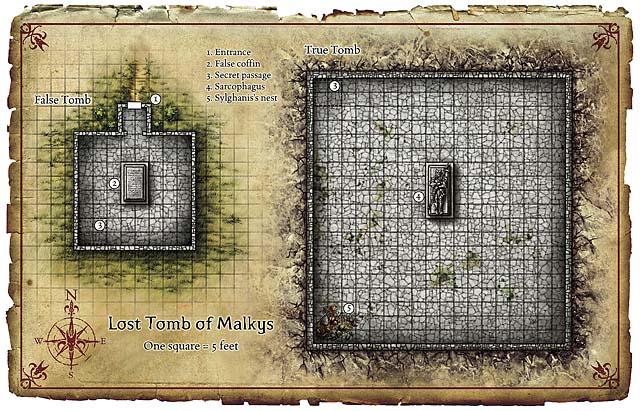 1. Entrance
2. False coffin
3. Secret passage
4. Sarcophagus
5. Sylghanis's nest
True Tomb
False Tomb
1
3
2
4
3
5
N
W E
S
Lost Tomb of Malkys
One square = 5 feet